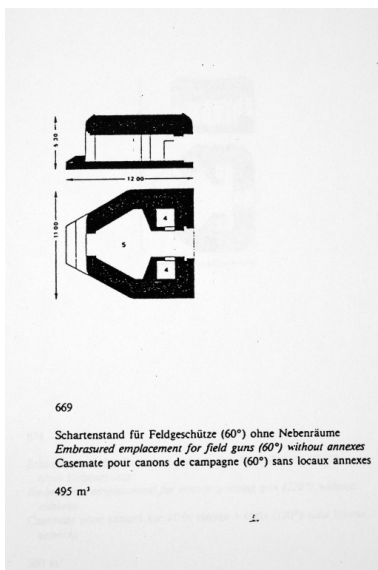 5 30
12 00
11 00
4
5
4
669
Schartenstand für Feldgeschütze (60°) ohne Nebenräume
Embrasured emplacement for field guns (60°) without annexes
Casemate pour canons de campagne (60°) sans locaux annexes
495 m³